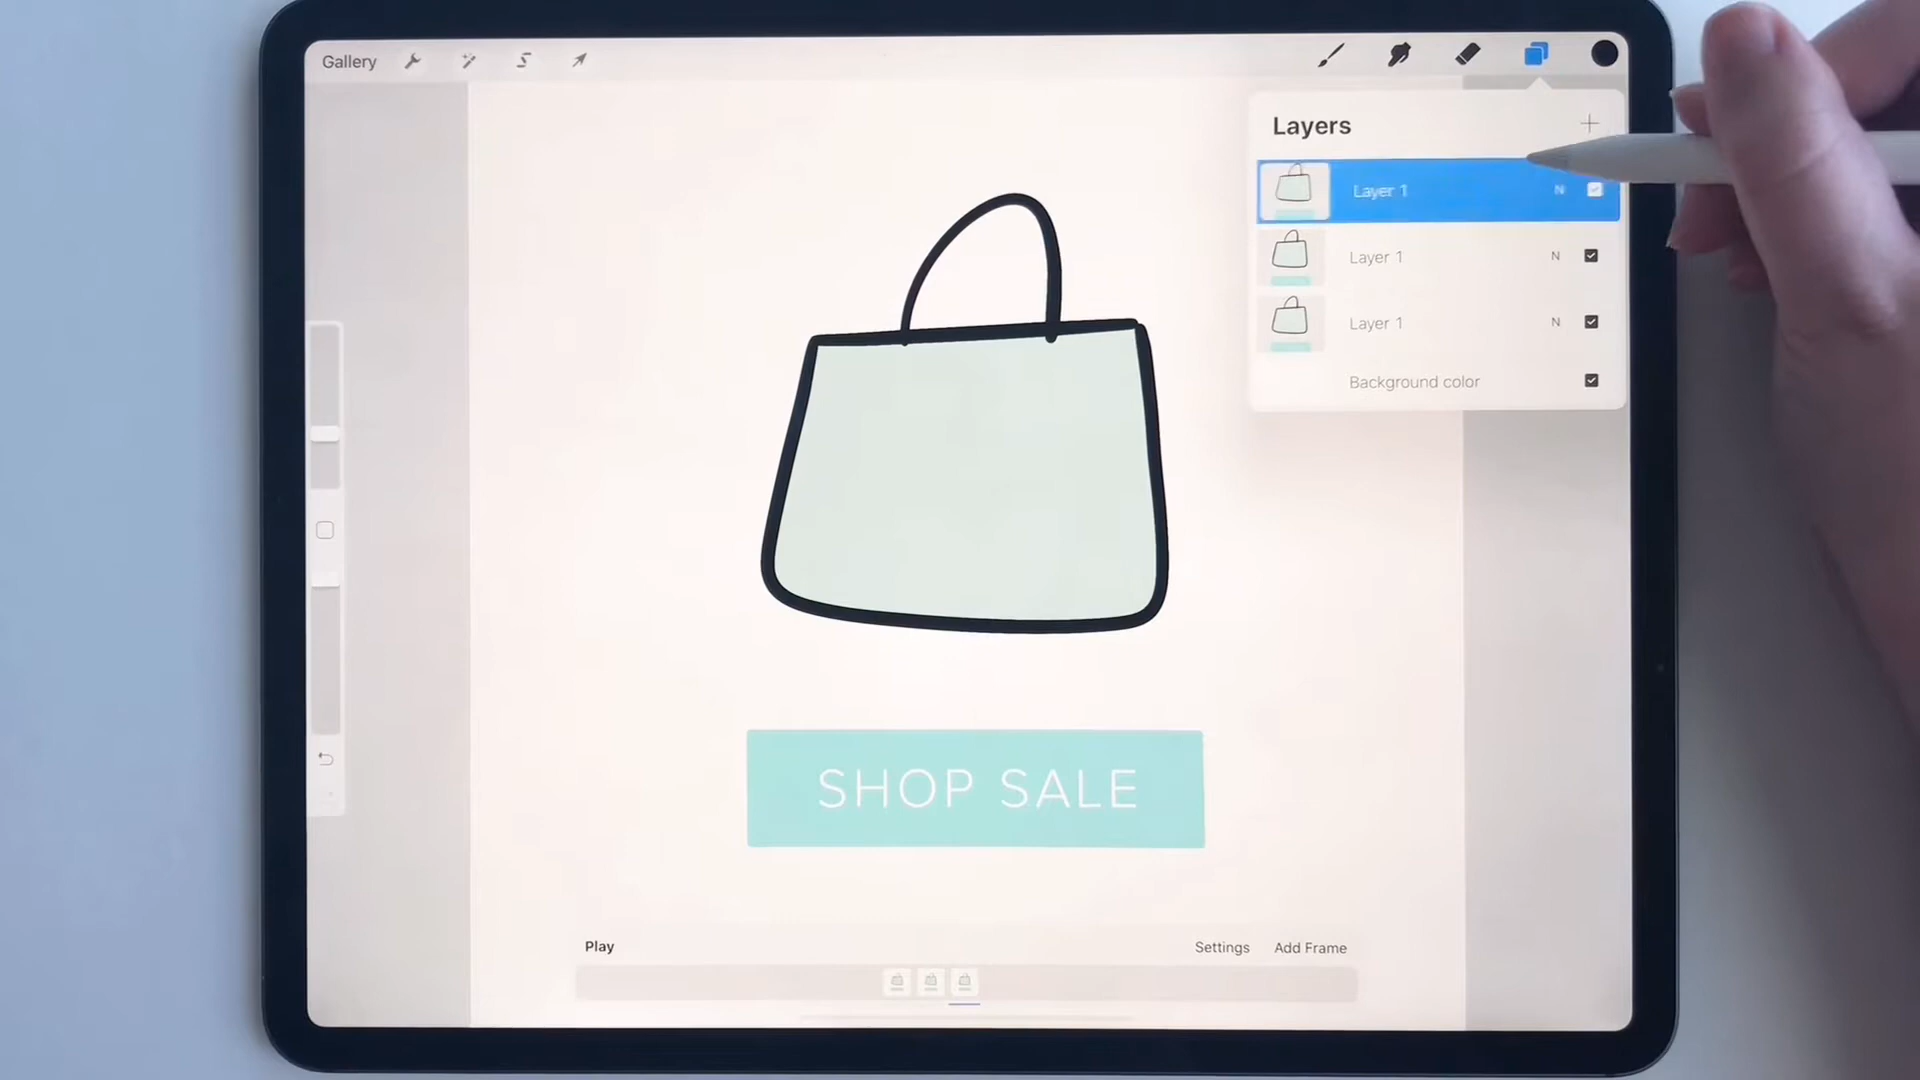 Gallery
Layers
Layer 1 N
Layer 1 N
Layer 1 N
Background color
SHOP SALE
Play Settings Add Frame